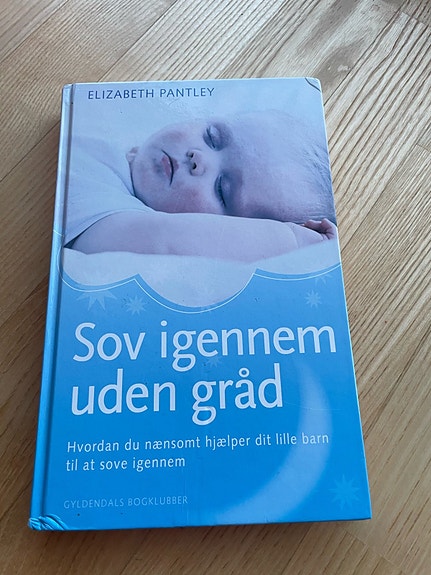 ELIZABETH PANTLEY
Sov igennem
uden gråd
Hvordan du nænsomt hjælper dit lille barn
til at sove igennem
GYLDENDALS BOGKLUBBER